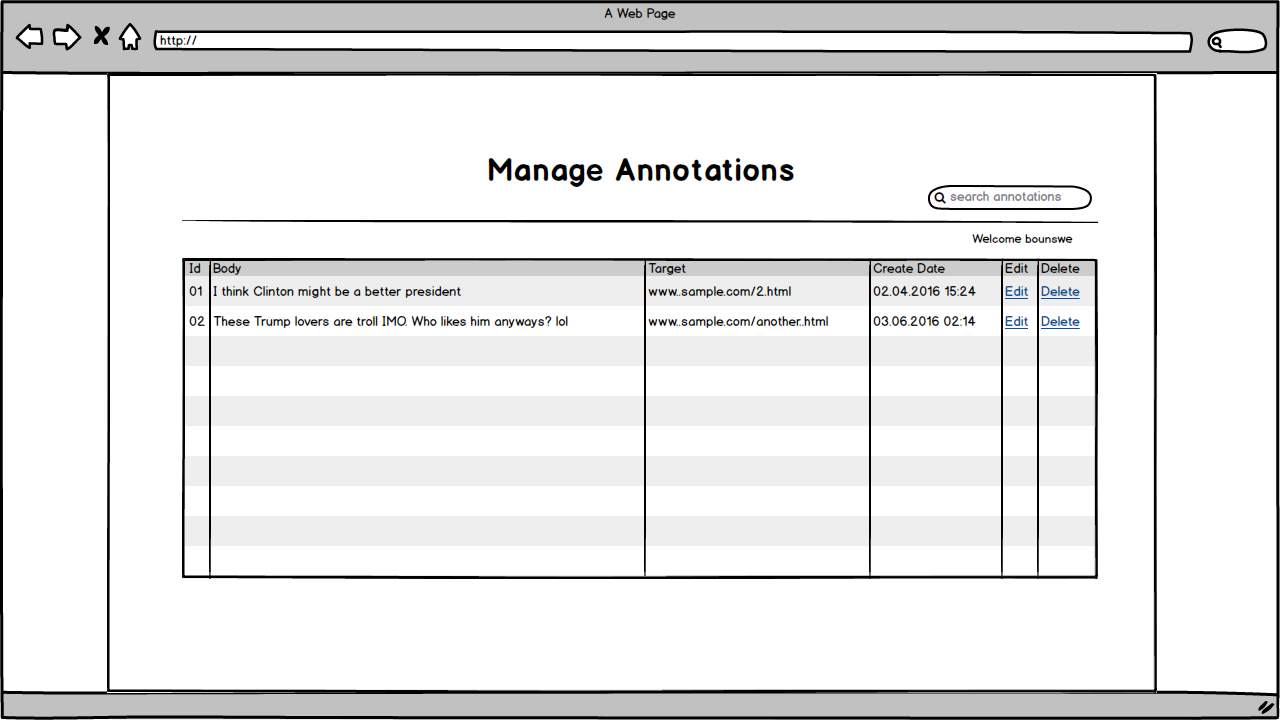 A Web Page
http://
Manage Annotations
search annotations
Welcome bounswe
Id Body Target Create Date Edit Delete
01 I think Clinton might be a better president www.sample.com/2.html 02.04.2016 15:24 Edit Delete
02 These Trump lovers are troll IMO. Who likes him anyways? lol www.sample.com/another.html 03.06.2016 02:14 Edit Delete